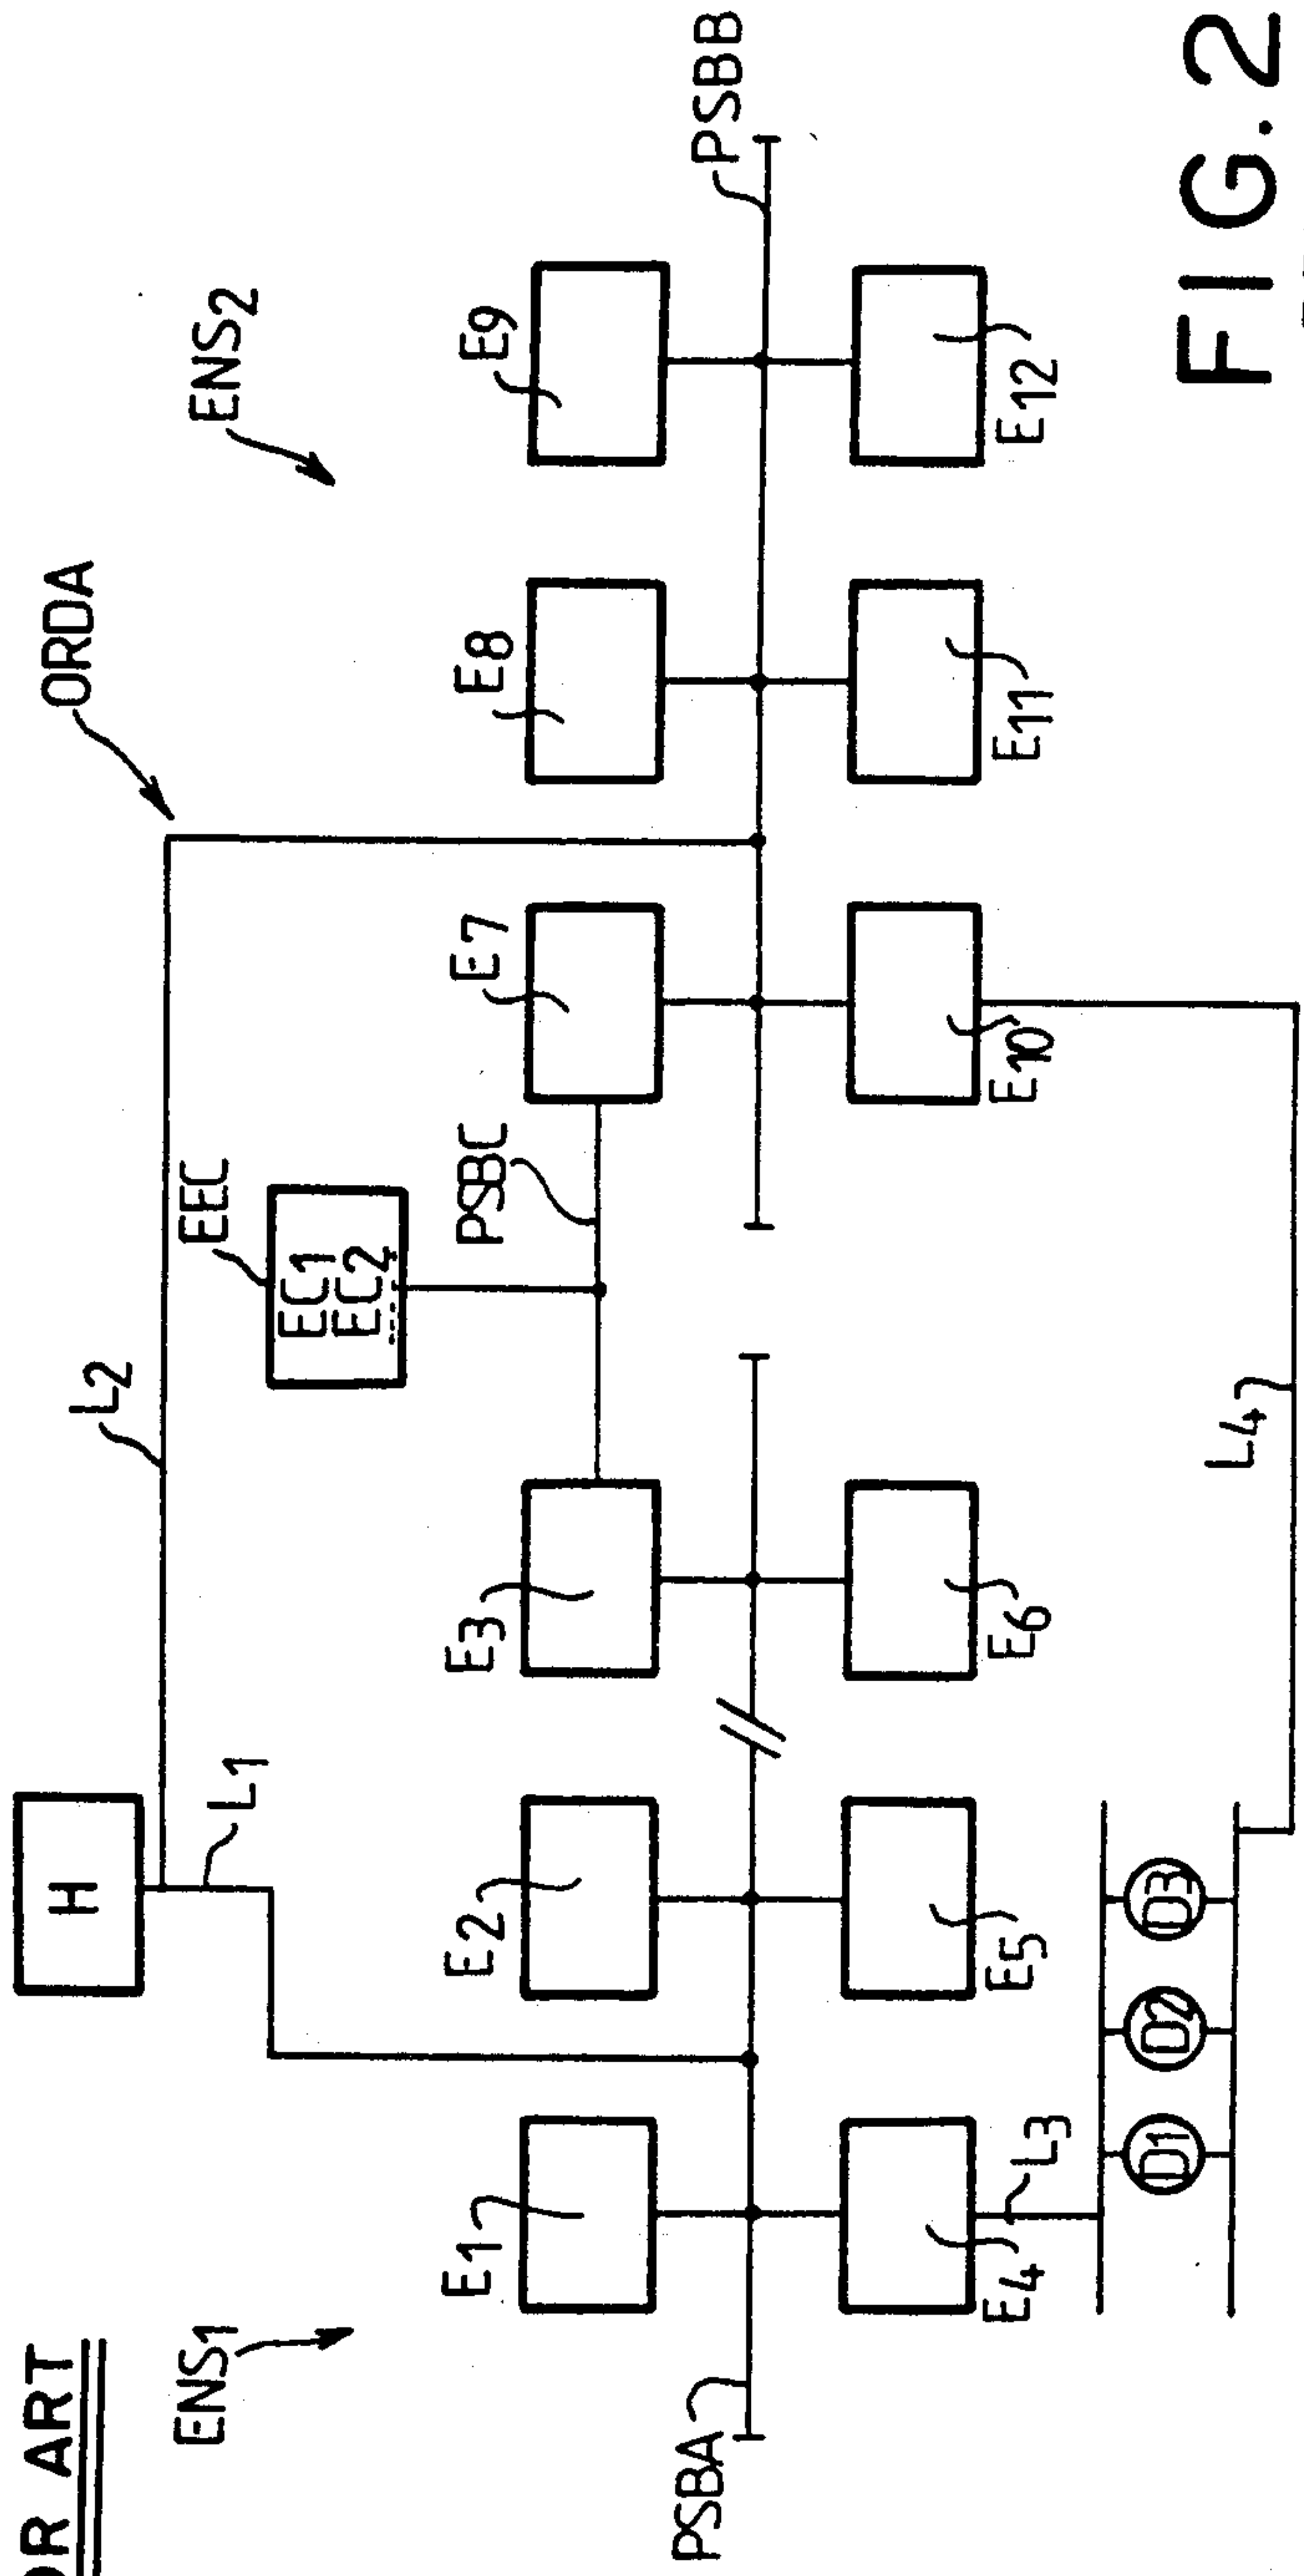 OR ART
ENS1
ORDA
ENS2
H
L1
L2
EEC
EC1
EC2
PSBC
E1
E2
E3
E7
E8
E9
PSBA
PSBB
E4
E5
E6
E10
E11
E12
L3
L4
D1
D2
D3
FIG. 2